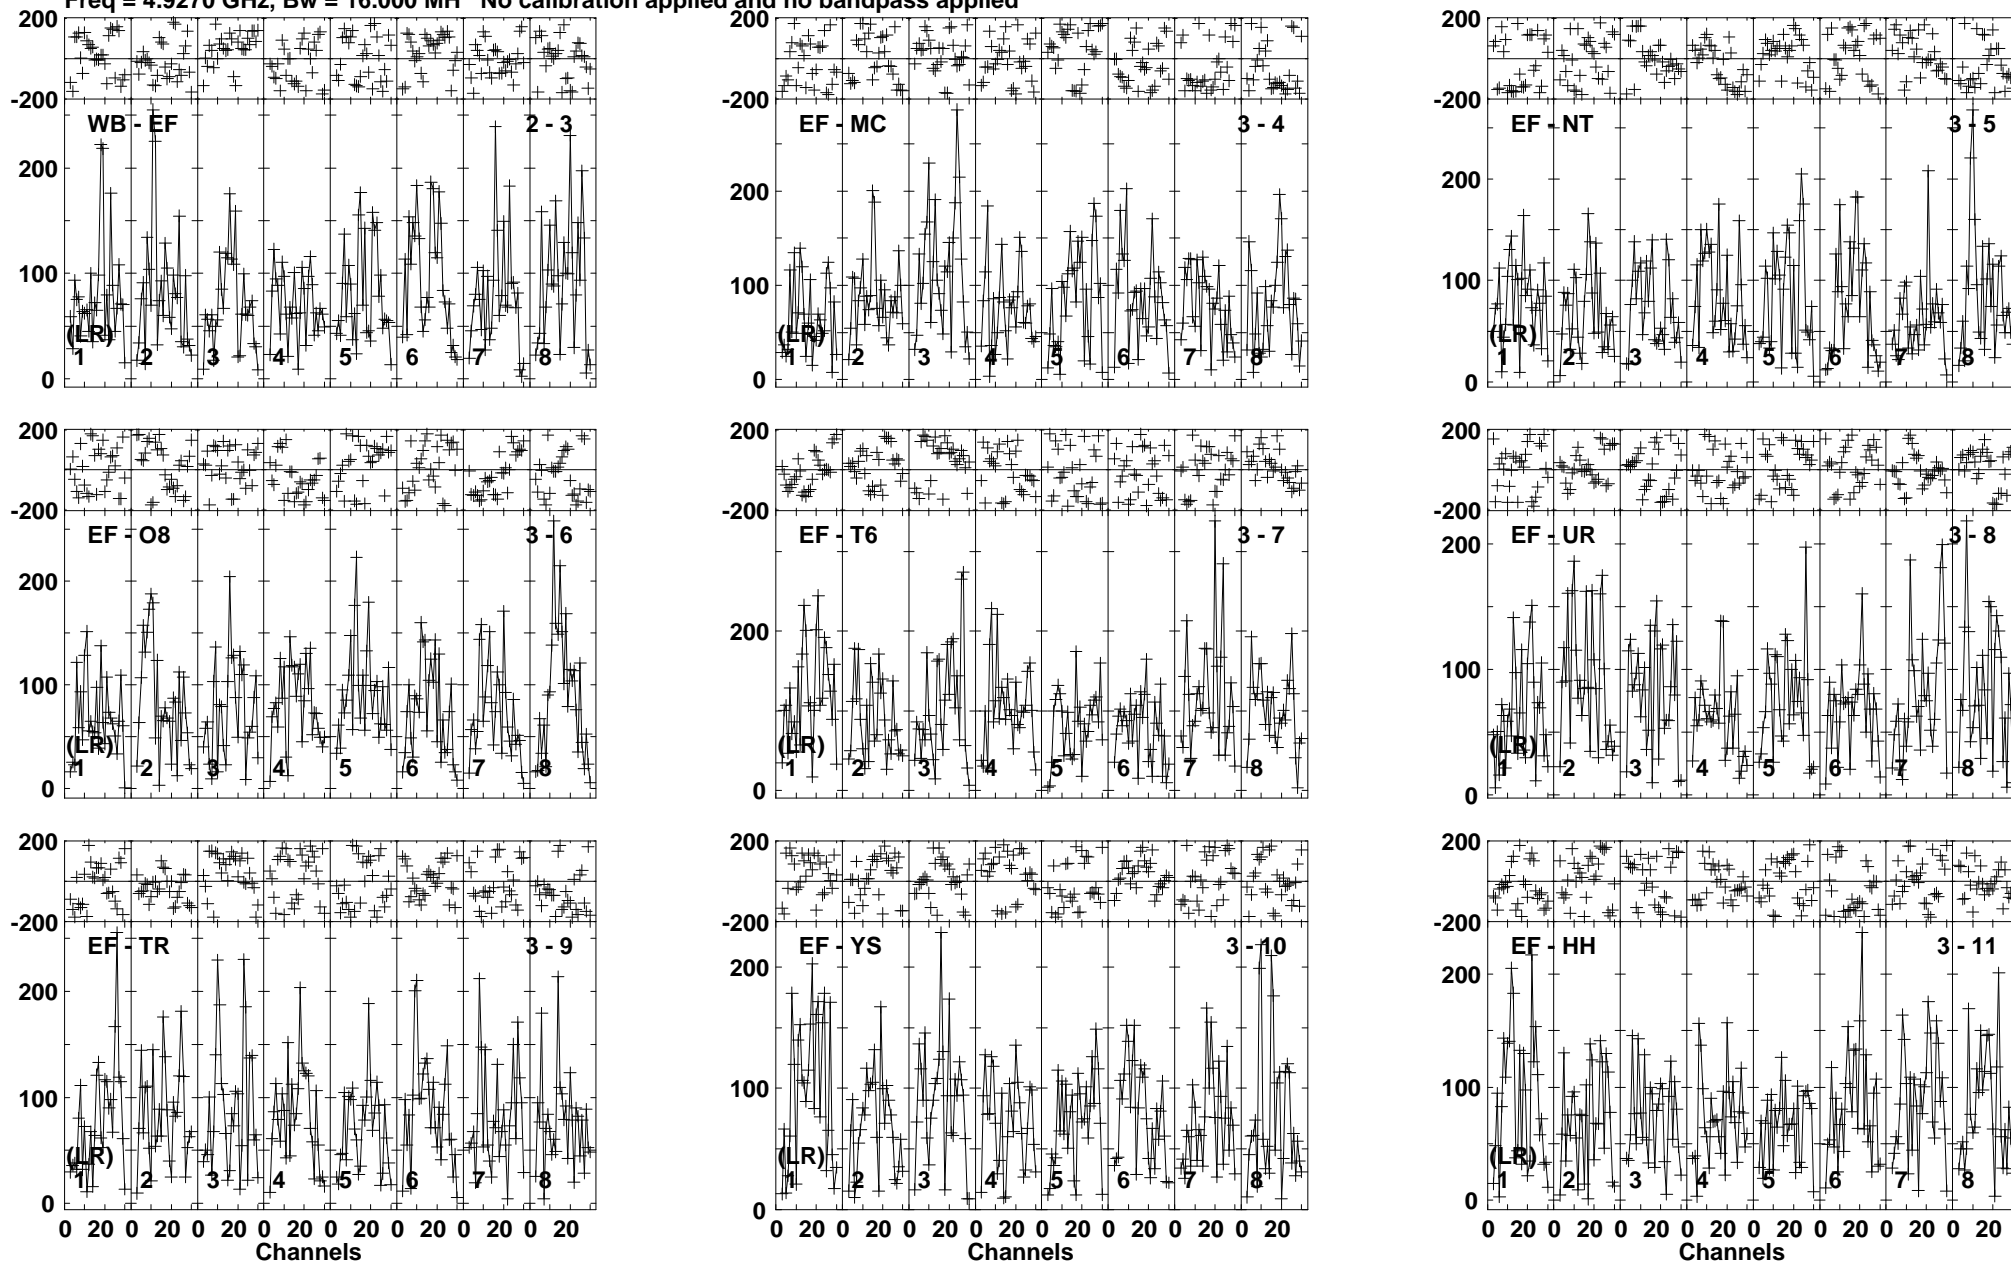 Freq = 4.9270 GHz, Bw = 16.000 MH No calibration applied and no bandpass applied
200 200 200
-200 -200 -200
WB - EF 2 - 3 EF - MC 3 - 4 EF - NT 3 - 5
200 200 200
100 100 100
(LR) (LR) (LR)
1 2 3 4 5 6 7 8 1 2 3 4 5 6 7 8 1 2 3 4 5 6 7 8
0 0 0
200 200 200
-200 -200 -200
EF - O8 3 - 6 EF - T6 3 - 7 EF - UR 3 - 8
200 200 200
100 100
(LR) (LR) (LR)
1 2 3 4 5 6 7 8 1 2 3 4 5 6 7 8 1 2 3 4 5 6 7 8
0 0 0
200 200 200
-200 -200 -200
EF - TR 3 - 9 EF - YS 3 - 10 EF - HH 3 - 11
200 200 200
100 100 100
(LR) (LR) (LR)
1 2 3 4 5 6 7 8 1 2 3 4 5 6 7 8 1 2 3 4 5 6 7 8
0 0 0
0 20 0 20 0 20 0 20 0 20 0 20 0 20 0 20 0 20 0 20 0 20 0 20 0 20 0 20 0 20 0 20 0 20 0 20 0 20 0 20 0 20 0 20 0 20 0 20
Channels Channels Channels